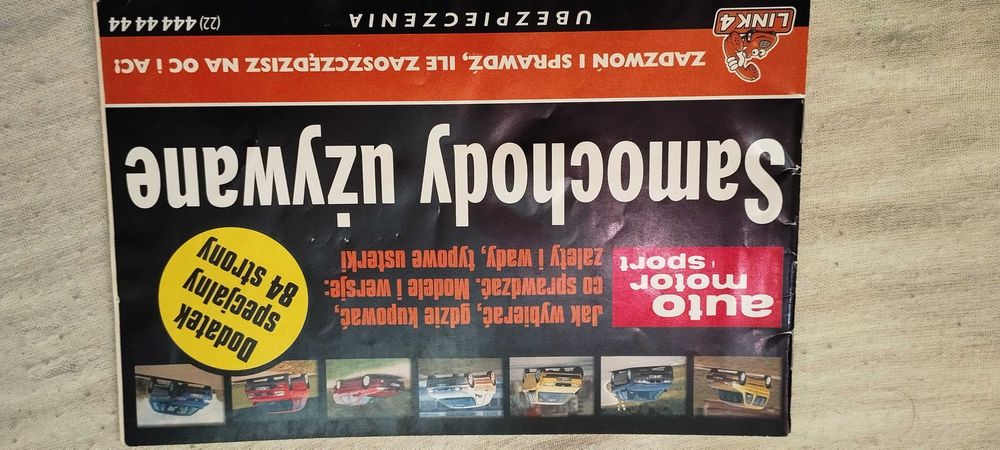 auto
motor
i sport
Jak wybierać, gdzie kupować,
co sprawdzać. Modele i wersje:
zalety i wady, typowe usterki
Dodatek
specjalny
84 strony
Samochody używane
ZADZWOŃ I SPRAWDŹ, ILE ZAOSZCZĘDZISZ NA OC i AC!
LINK4
UBEZPIECZENIA
(22) 444 44 44